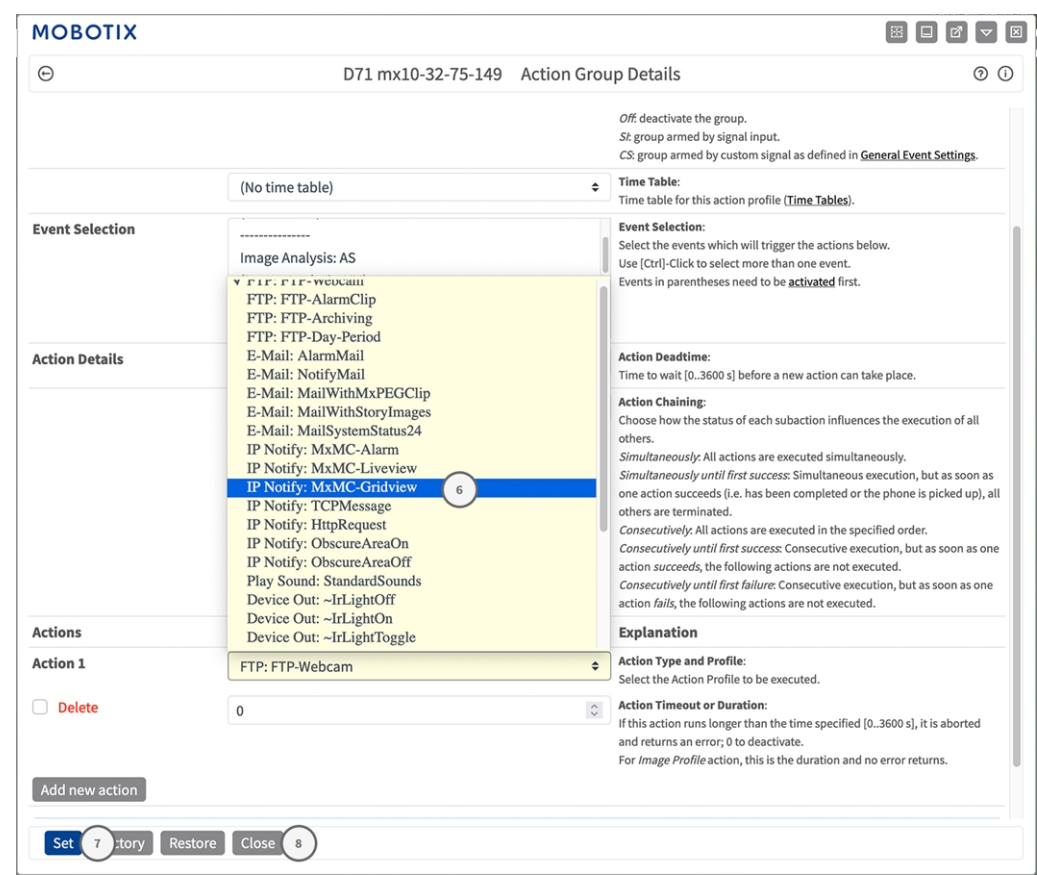 MOBOTIX
D71 mx10-32-75-149 Action Group Details
Off: deactivate the group.
SI: group armed by signal input.
CS: group armed by custom signal as defined in General Event Settings.
(No time table)
Time Table:
Time table for this action profile (Time Tables).
Event Selection
---------------
Image Analysis: AS
Event Selection:
Select the events which will trigger the actions below.
Use [Ctrl]-Click to select more than one event.
Events in parentheses need to be activated first.
FTP: FTP-Webcam
FTP: FTP-AlarmClip
FTP: FTP-Archiving
FTP: FTP-Day-Period
E-Mail: AlarmMail
E-Mail: NotifyMail
E-Mail: MailWithMxPEGClip
E-Mail: MailWithStoryImages
E-Mail: MailSystemStatus24
IP Notify: MxMC-Alarm
IP Notify: MxMC-Liveview
IP Notify: MxMC-Gridview 6
IP Notify: TCPMessage
IP Notify: HttpRequest
IP Notify: ObscureAreaOn
IP Notify: ObscureAreaOff
Play Sound: StandardSounds
Device Out: ~IrLightOff
Device Out: ~IrLightOn
Device Out: ~IrLightToggle
Action Details
Action Deadtime:
Time to wait [0..3600 s] before a new action can take place.
Action Chaining:
Choose how the status of each subaction influences the execution of all
others.
Simultaneously: All actions are executed simultaneously.
Simultaneously until first success: Simultaneous execution, but as soon as
one action succeeds (i.e. has been completed or the phone is picked up), all
others are terminated.
Consecutively: All actions are executed in the specified order.
Consecutively until first success: Consecutive execution, but as soon as one
action succeeds, the following actions are not executed.
Consecutively until first failure: Consecutive execution, but as soon as one
action fails, the following actions are not executed.
Actions
Explanation
Action 1
FTP: FTP-Webcam
Action Type and Profile:
Select the Action Profile to be executed.
Delete
0
Action Timeout or Duration:
If this action runs longer than the time specified [0..3600 s], it is aborted
and returns an error; 0 to deactivate.
For Image Profile action, this is the duration and no error returns.
Add new action
Set 7 tory Restore Close 8